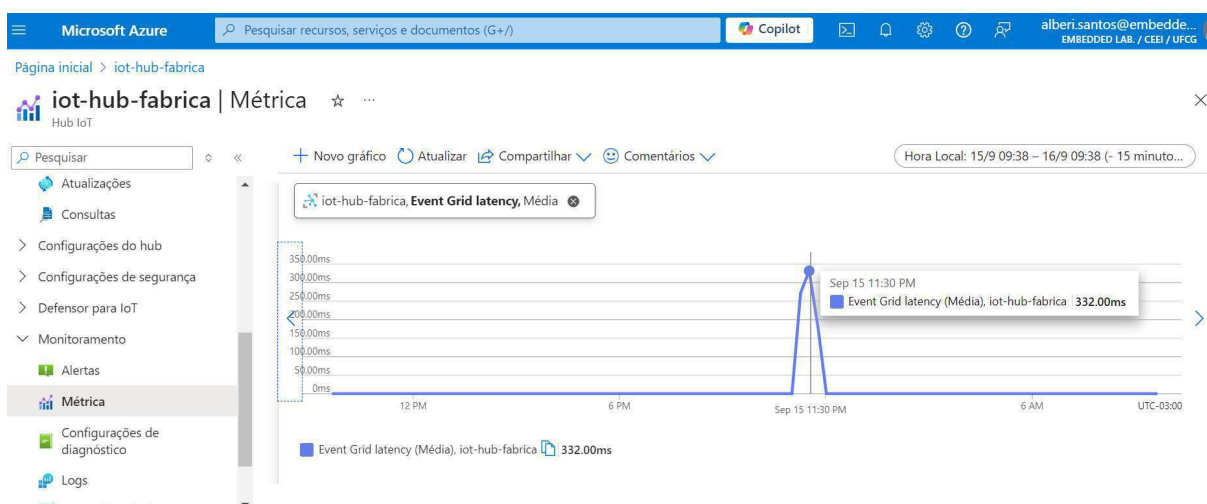 Microsoft Azure
Pesquisar recursos, serviços e documentos (G+/)
Copilot
alberi.santos@embedde...
EMBEDDED LAB. / CEEI / UFCG
Página inicial > iot-hub-fabrica
iot-hub-fabrica | Métrica
Hub IoT
Pesquisar
Novo gráfico
Atualizar
Compartilhar
Comentários
Hora Local: 15/9 09:38 – 16/9 09:38 (- 15 minuto...
Atualizações
Consultas
Configurações do hub
Configurações de segurança
Defensor para IoT
Monitoramento
Alertas
Métrica
Configurações de
diagnóstico
Logs
iot-hub-fabrica, Event Grid latency, Média
350.00ms
300.00ms
250.00ms
200.00ms
150.00ms
100.00ms
50.00ms
0ms
Sep 15 11:30 PM
Event Grid latency (Média), iot-hub-fabrica 332.00ms
12 PM
6 PM
Sep 15 11:30 PM
6 AM
UTC-03:00
Event Grid latency (Média), iot-hub-fabrica 332.00ms